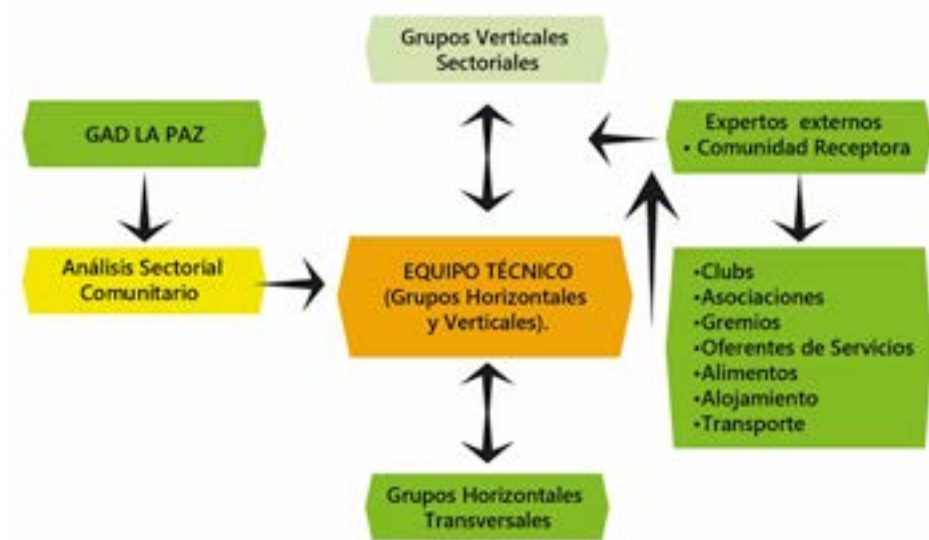 Grupos Verticales
Sectoriales
GAD LA PAZ
Expertos externos
• Comunidad Receptora
Análisis Sectorial
Comunitario
EQUIPO TÉCNICO
(Grupos Horizontales
y Verticales).
•Clubs
•Asociaciones
•Gremios
•Oferentes de Servicios
•Alimentos
•Alojamiento
•Transporte
Grupos Horizontales
Transversales